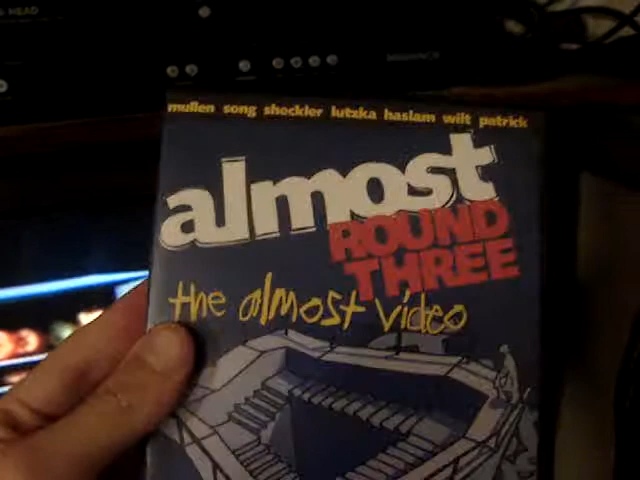 mullen song shockler lutzka haslam wilt patrick
almost
ROUND
THREE
the almost video